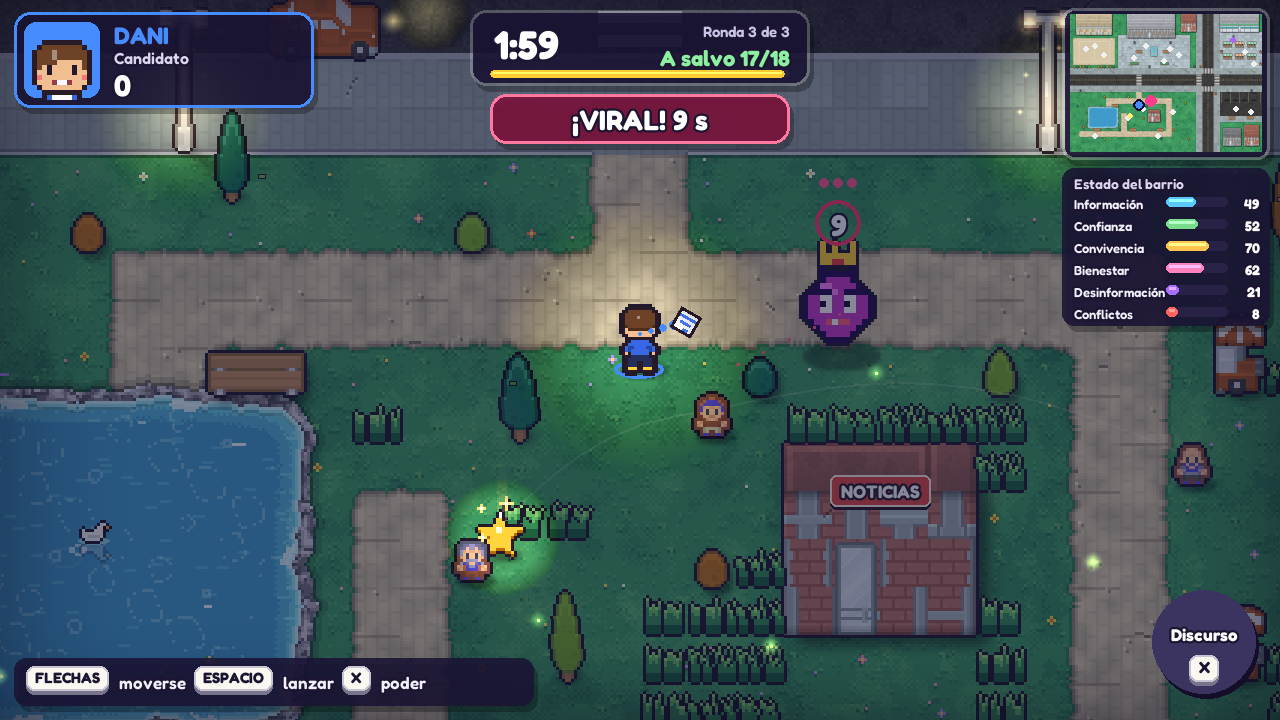 DANI
Candidato
0
1:59
Ronda 3 de 3
A salvo 17/18
¡VIRAL! 9 s
Estado del barrio
Información 49
Confianza 52
Convivencia 70
Bienestar 62
Desinformación 21
Conflictos 8
9
NOTICIAS
Discurso
X
FLECHAS moverse ESPACIO lanzar X poder